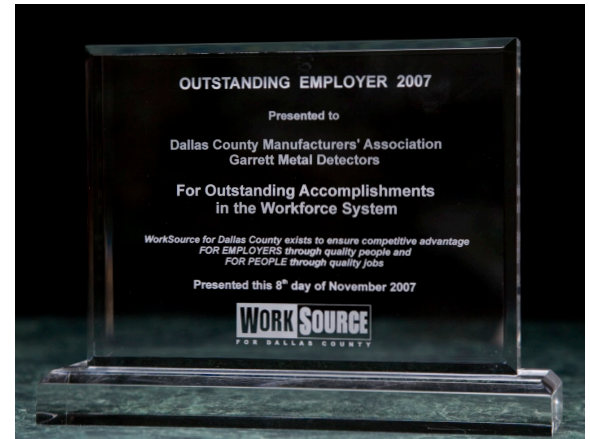 OUTSTANDING EMPLOYER 2007
Presented to
Dallas County Manufacturers' Association
Garrett Metal Detectors
For Outstanding Accomplishments
in the Workforce System
WorkSource for Dallas County exists to ensure competitive advantage
FOR EMPLOYERS through quality people and
FOR PEOPLE through quality jobs
Presented this 8th day of November 2007
WORK SOURCE
FOR DALLAS COUNTY